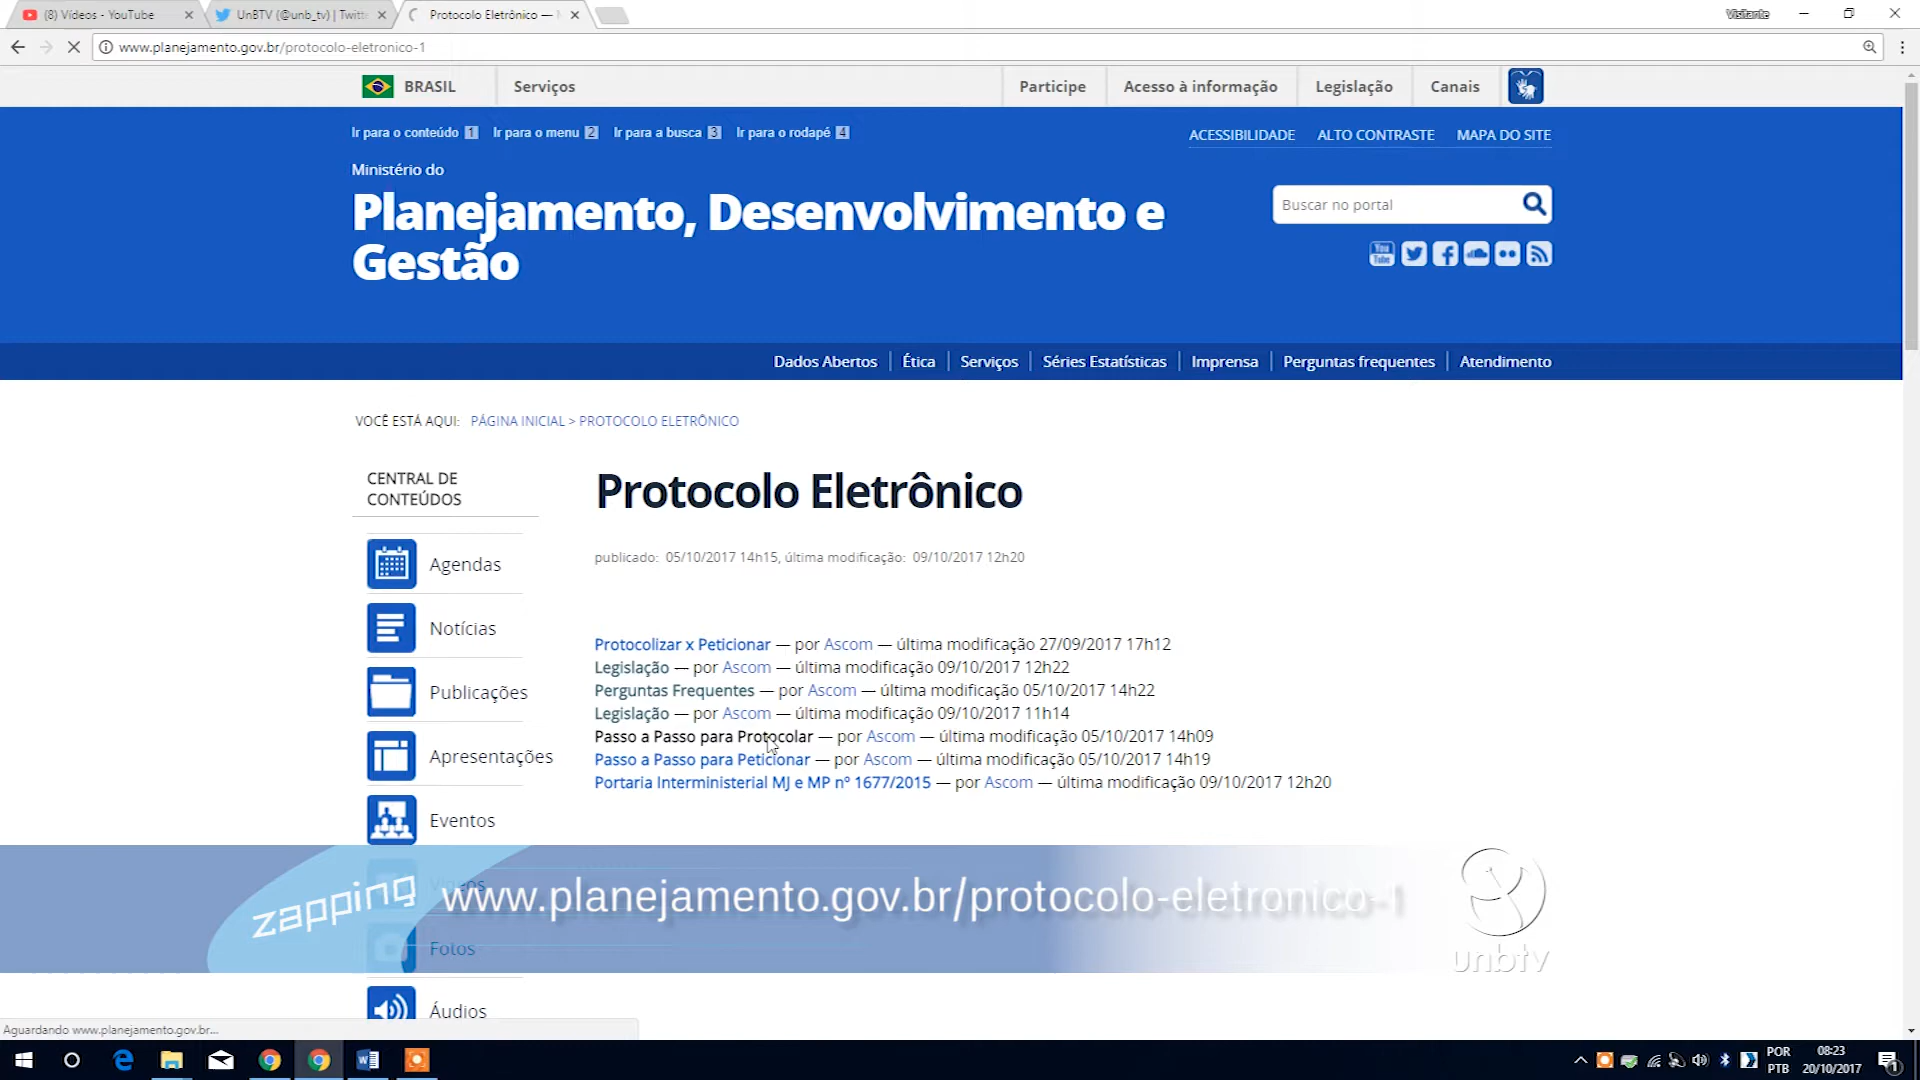 (8) Vídeos - YouTube
UnBTV (@unb_tv) | Twitt
Protocolo Eletrônico —
Visitante
www.planejamento.gov.br/protocolo-eletronico-1
BRASIL
Serviços
Participe
Acesso à informação
Legislação
Canais
Ir para o conteúdo 1 Ir para o menu 2 Ir para a busca 3 Ir para o rodapé 4
ACESSIBILIDADE ALTO CONTRASTE MAPA DO SITE
Ministério do
Planejamento, Desenvolvimento e
Gestão
Buscar no portal
You Tube
Dados Abertos | Ética | Serviços | Séries Estatísticas | Imprensa | Perguntas frequentes | Atendimento
VOCÊ ESTÁ AQUI: PÁGINA INICIAL > PROTOCOLO ELETRÔNICO
CENTRAL DE
CONTEÚDOS
Agendas
Notícias
Publicações
Apresentações
Eventos
Vídeos
Fotos
Áudios
Protocolo Eletrônico
publicado: 05/10/2017 14h15, última modificação: 09/10/2017 12h20
Protocolizar x Peticionar — por Ascom — última modificação 27/09/2017 17h12
Legislação — por Ascom — última modificação 09/10/2017 12h22
Perguntas Frequentes — por Ascom — última modificação 05/10/2017 14h22
Legislação — por Ascom — última modificação 09/10/2017 11h14
Passo a Passo para Protocolar — por Ascom — última modificação 05/10/2017 14h09
Passo a Passo para Peticionar — por Ascom — última modificação 05/10/2017 14h19
Portaria Interministerial MJ e MP nº 1677/2015 — por Ascom — última modificação 09/10/2017 12h20
zapping
www.planejamento.gov.br/protocolo-eletronico-1
unbtv
Aguardando www.planejamento.gov.br...
POR
PTB
08:23
20/10/2017
1